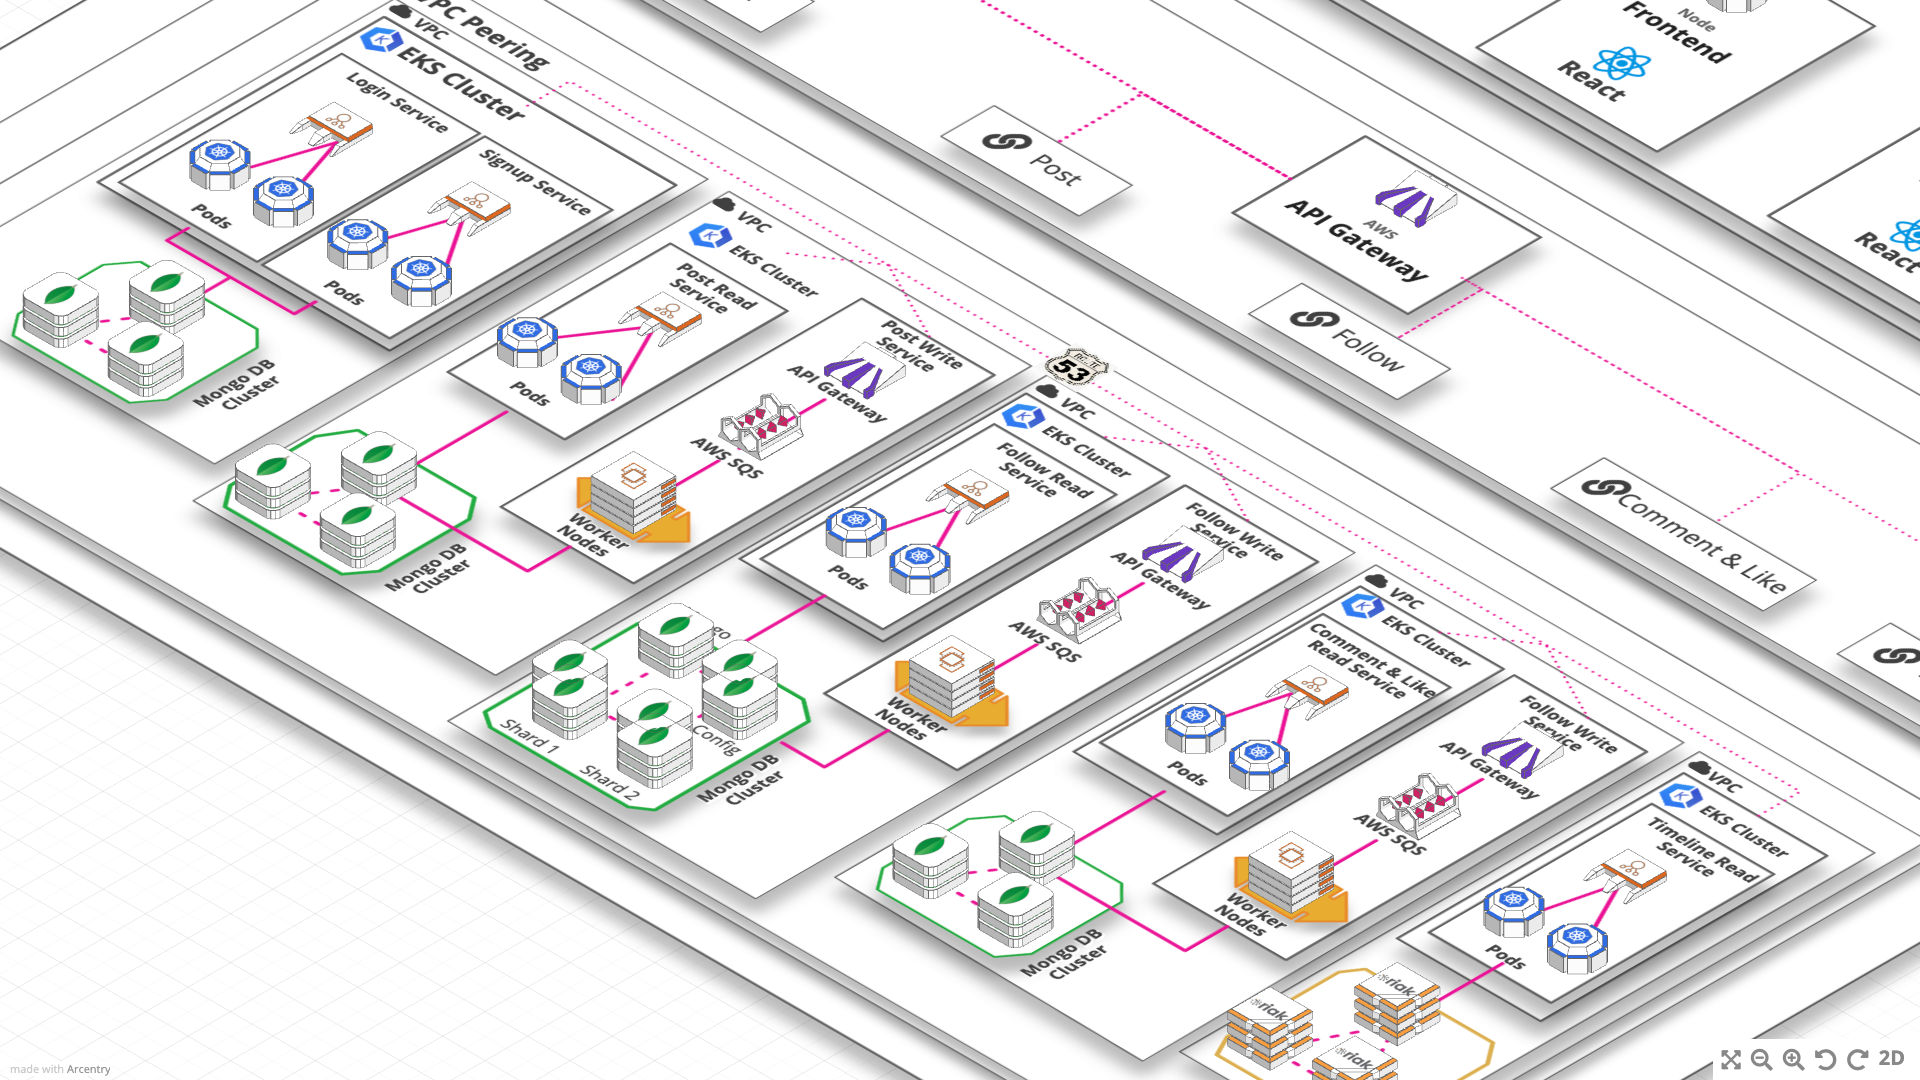 VPC Peering
VPC
EKS Cluster
Login Service
Pods
Signup Service
Pods
Mongo DB
Cluster
VPC
EKS Cluster
Post Read
Service
Pods
Post Write
Service
API Gateway
AWS SQS
Worker
Nodes
Mongo DB
Cluster
53
VPC
EKS Cluster
Follow Read
Service
Pods
Follow Write
Service
API Gateway
AWS SQS
Worker
Nodes
Shard 1
Shard 2
Config
Mongo DB
Cluster
VPC
EKS Cluster
Comment & Like
Read Service
Pods
Follow Write
Service
API Gateway
AWS SQS
Worker
Nodes
Mongo DB
Cluster
VPC
EKS Cluster
Timeline Read
Service
Pods
riak
riak
riak
Post
AWS
API Gateway
Follow
Comment & Like
Node
Frontend
React
React
made with Arcentry
2D